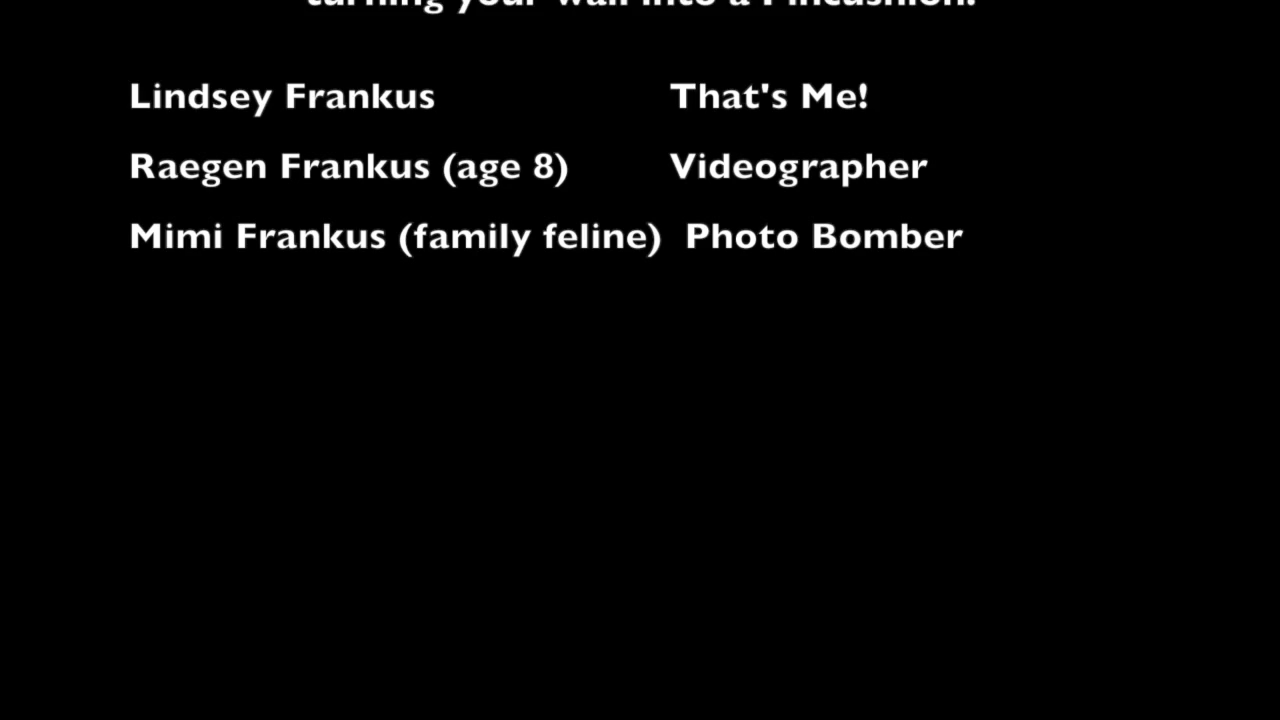 turning your wall into a Pincushion!
Lindsey Frankus That's Me!
Raegen Frankus (age 8) Videographer
Mimi Frankus (family feline) Photo Bomber